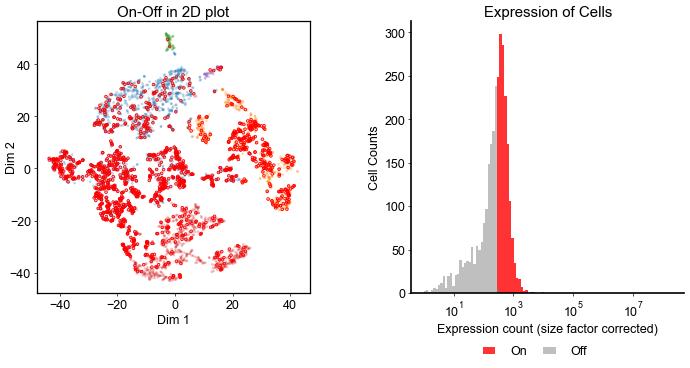 On-Off in 2D plot
40
20
0
−20
−40
Dim 2
−40
−20
0
20
40
Dim 1
Expression of Cells
300
250
200
150
100
50
0
Cell Counts
10^1
10^3
10^5
10^7
Expression count (size factor corrected)
On
Off